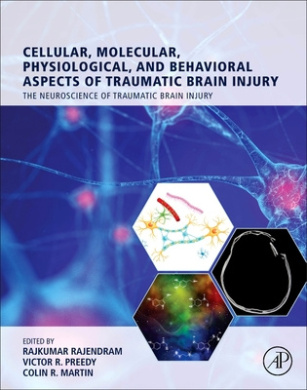 CELLULAR, MOLECULAR,
PHYSIOLOGICAL, AND BEHAVIORAL
ASPECTS OF TRAUMATIC BRAIN INJURY
THE NEUROSCIENCE OF TRAUMATIC BRAIN INJURY
EDITED BY
RAJKUMAR RAJENDRAM
VICTOR R. PREEDY
COLIN R. MARTIN
AP